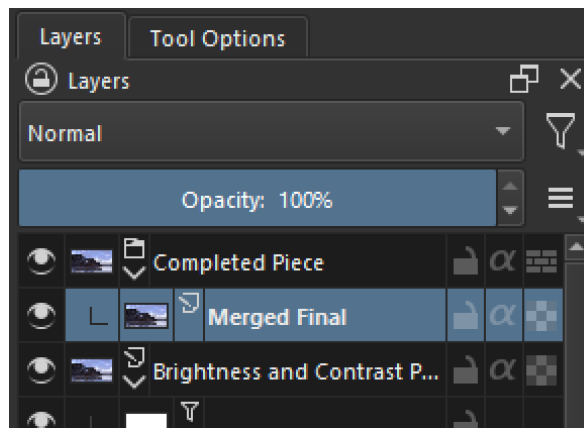 Layers
Tool Options
Layers
Normal
Opacity: 100%
Completed Piece
α
Merged Final
α
Brightness and Contrast P...
α